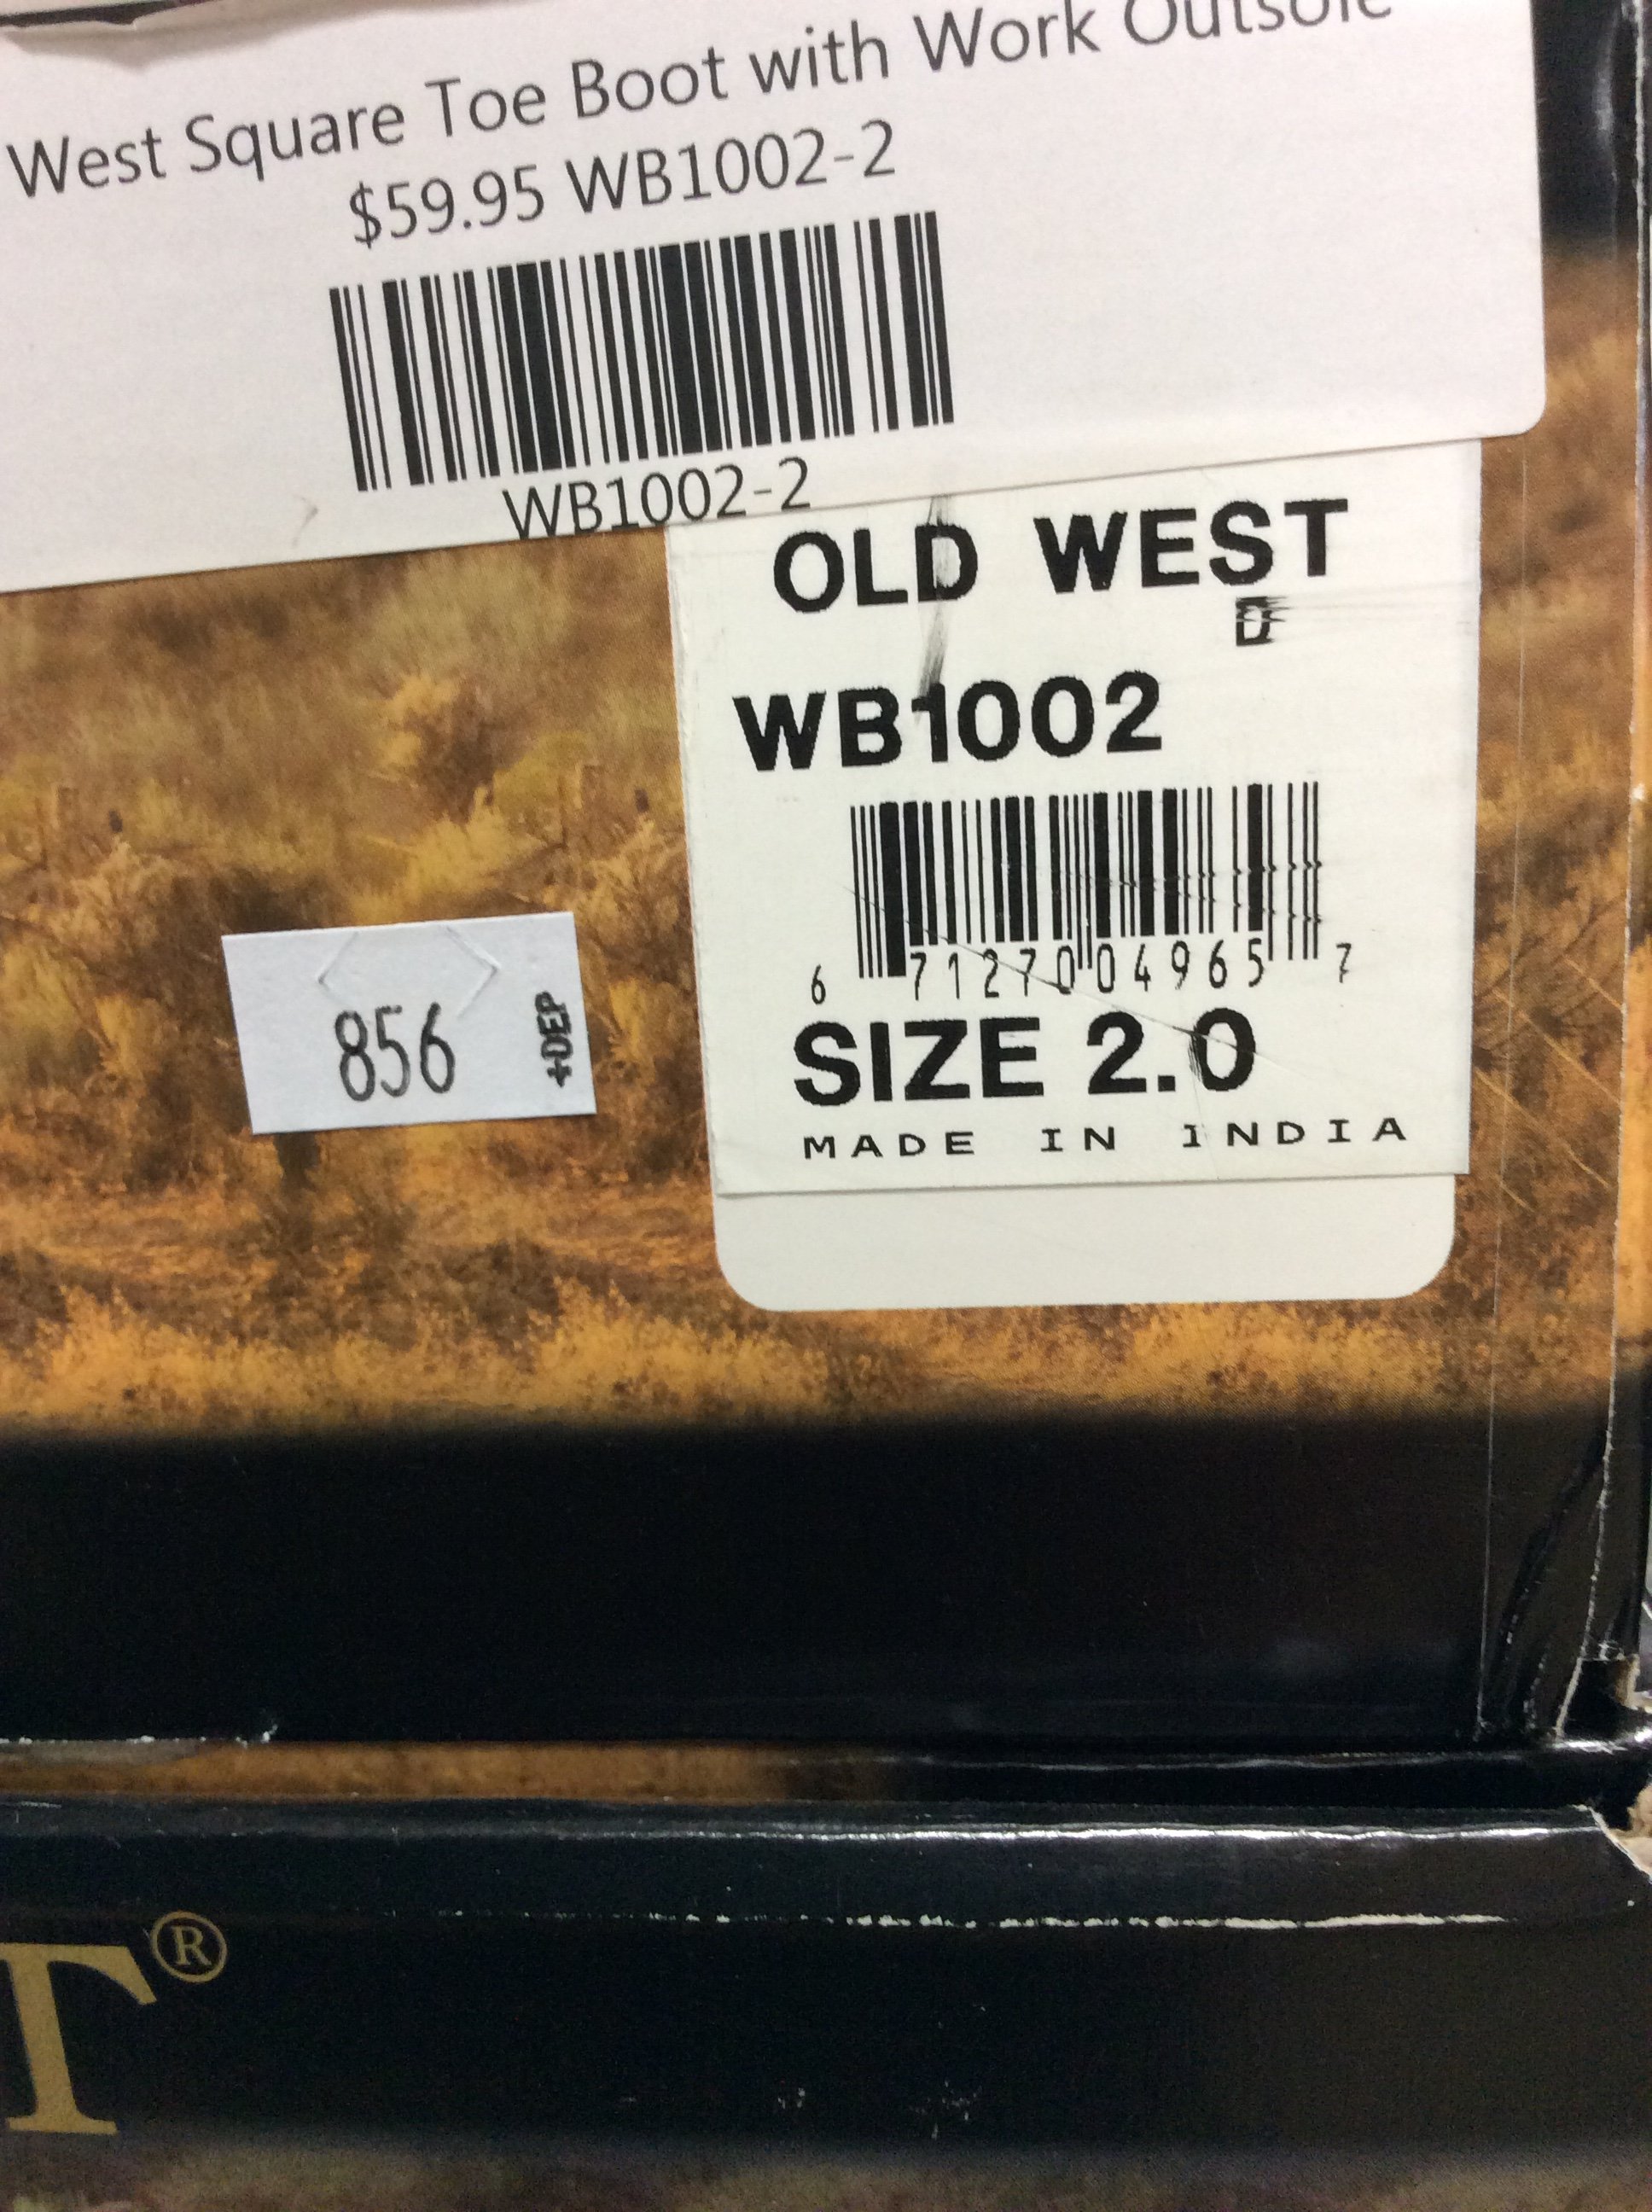 West Square Toe Boot with Work Outsole
$59.95 WB1002-2
WB1002-2
OLD WEST
D
WB1002
6 71270 04965 7
SIZE 2.0
MADE IN INDIA
856
+DEP
T®